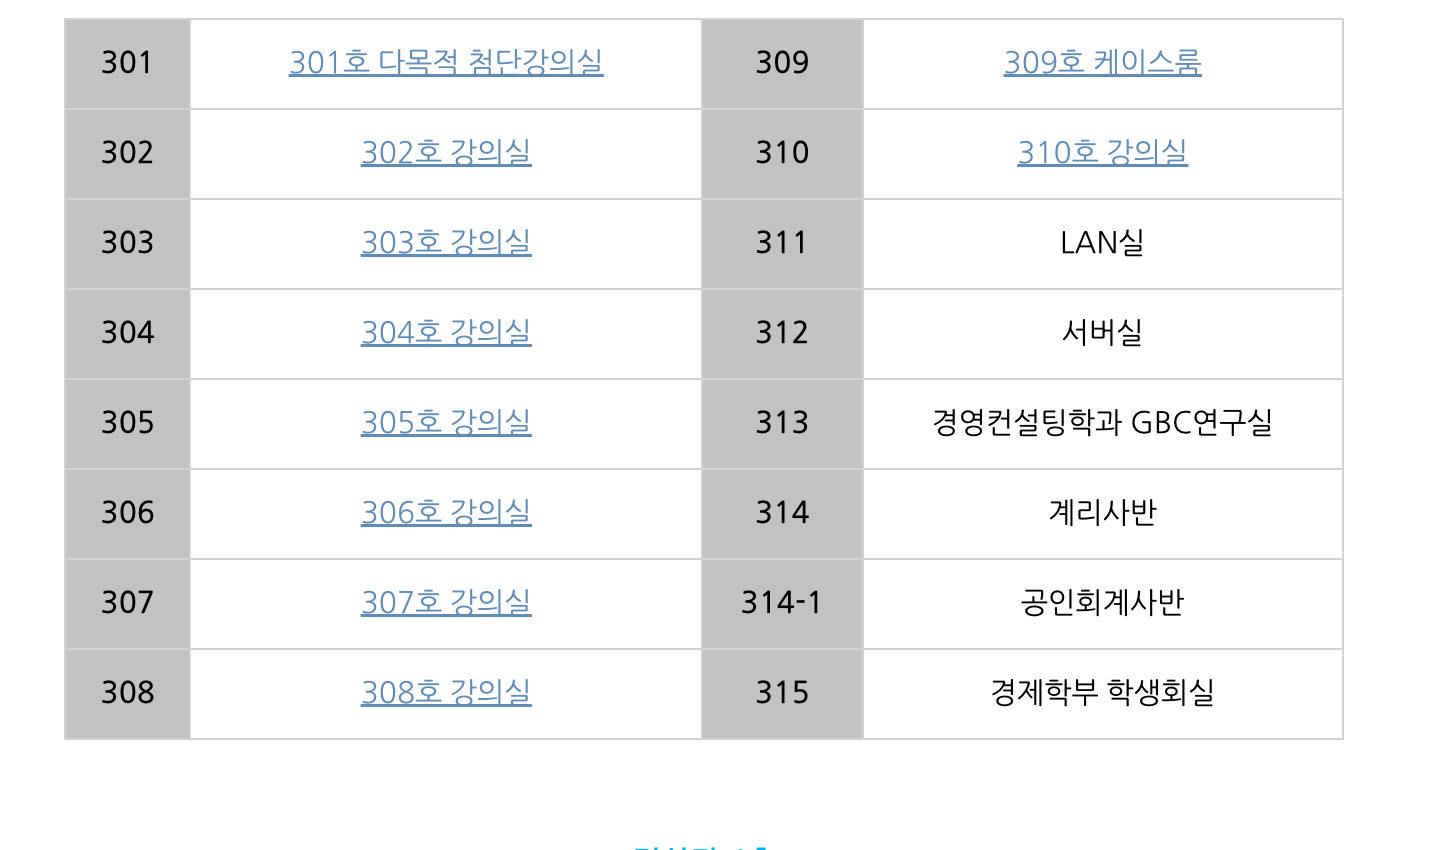 301 301호 다목적 첨단강의실 309 309호 케이스룸
302 302호 강의실 310 310호 강의실
303 303호 강의실 311 LAN실
304 304호 강의실 312 서버실
305 305호 강의실 313 경영컨설팅학과 GBC연구실
306 306호 강의실 314 계리사반
307 307호 강의실 314-1 공인회계사반
308 308호 강의실 315 경제학부 학생회실